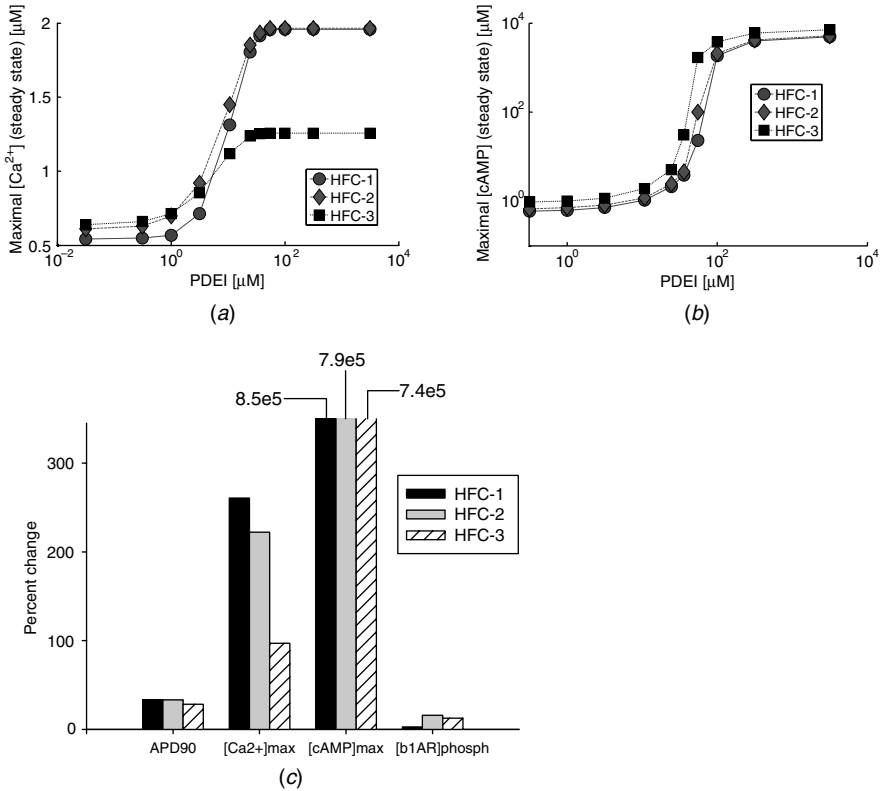 Maximal [Ca2+] (steady state) [μM]
2
1.5
1
0.5
10−2
100
102
104
PDEI [μM]
HFC-1
HFC-2
HFC-3
(a)
Maximal [cAMP] (steady state) [μM]
104
102
100
100
102
104
PDEI [μM]
HFC-1
HFC-2
HFC-3
(b)
7.9e5
8.5e5
7.4e5
Percent change
300
200
100
0
HFC-1
HFC-2
HFC-3
APD90
[Ca2+]max
[cAMP]max
[b1AR]phosph
(c)